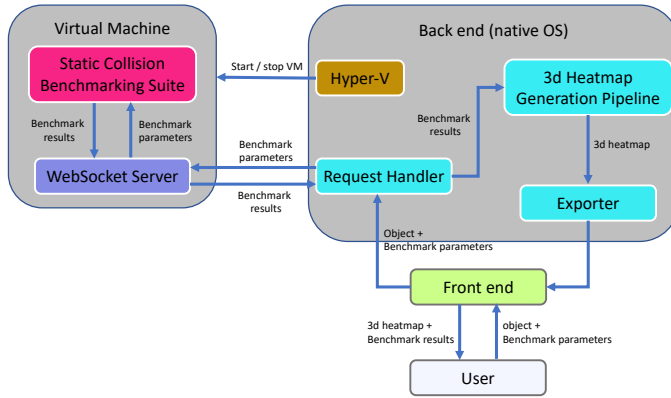 Virtual Machine
Back end (native OS)
Static Collision
Benchmarking Suite
Start / stop VM
Hyper-V
3d Heatmap
Generation Pipeline
Benchmark
results
Benchmark
parameters
Benchmark
parameters
Benchmark
results
3d heatmap
WebSocket Server
Request Handler
Benchmark
results
Exporter
Object +
Benchmark parameters
Front end
3d heatmap +
Benchmark results
object +
Benchmark parameters
User